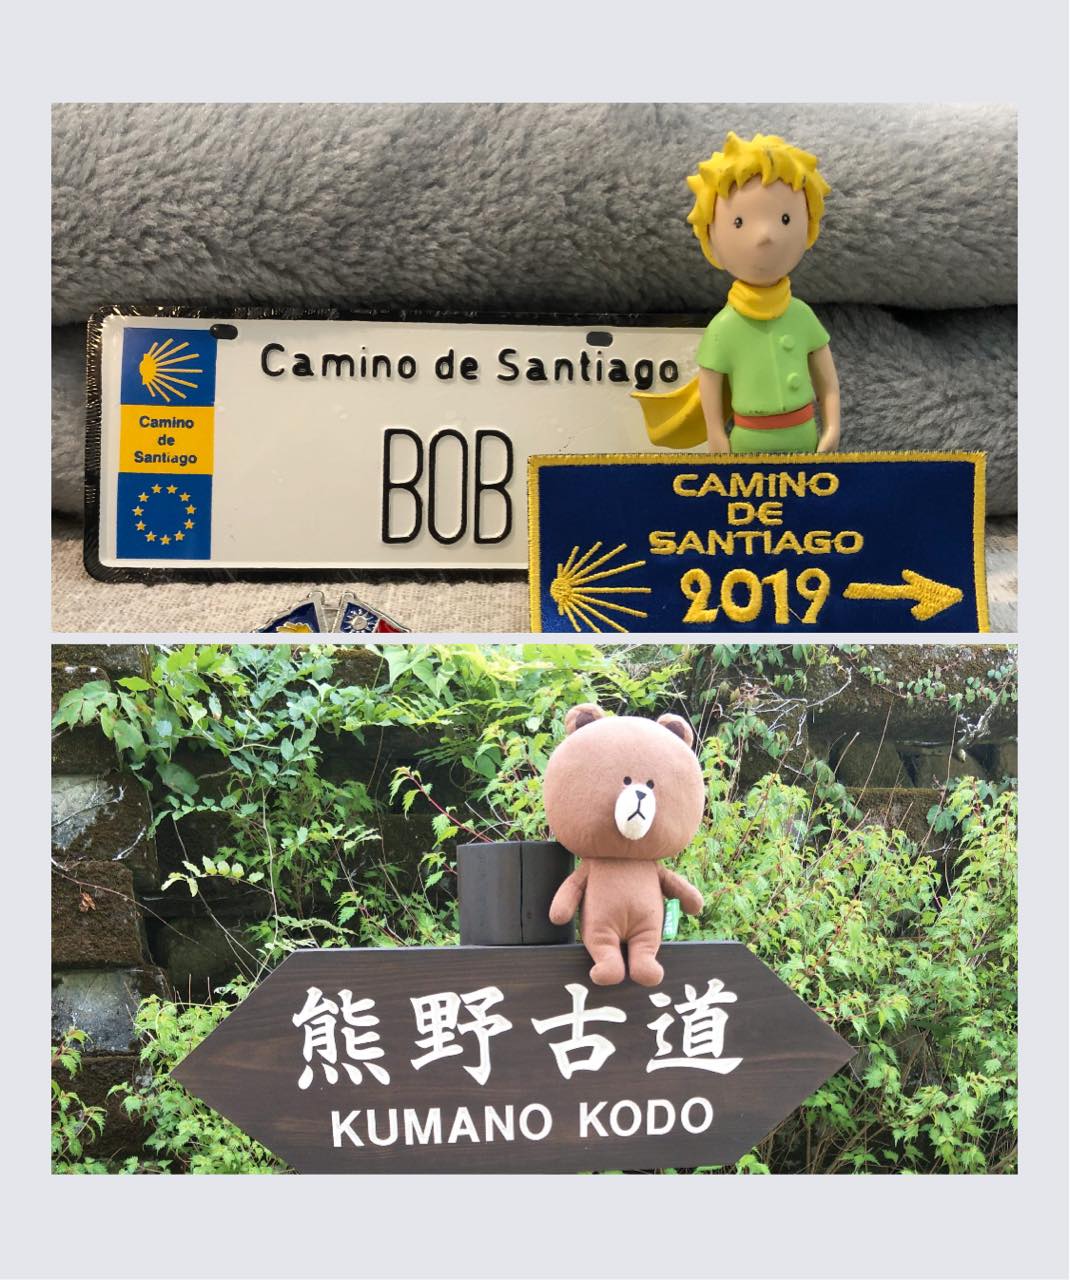 Camino de Santiago
Camino
de
Santiago
BOB
CAMINO
DE
SANTIAGO
2019
熊野古道
KUMANO KODO